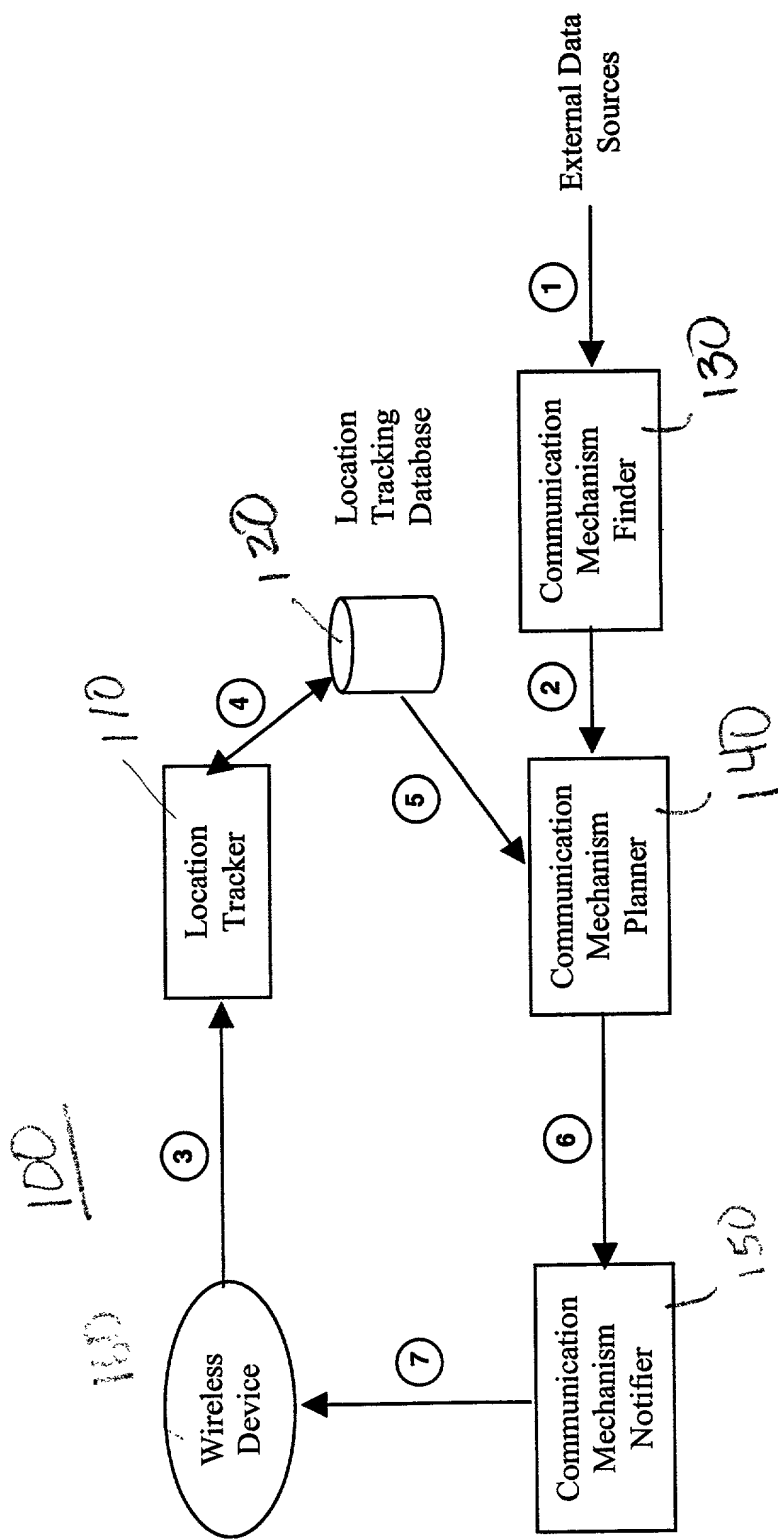 100
Wireless
Device
3
110
Location
Tracker
4
120
Location
Tracking
Database
5
7
Communication
Mechanism
Notifier
150
6
Communication
Mechanism
Planner
140
2
Communication
Mechanism
Finder
130
1
External Data
Sources